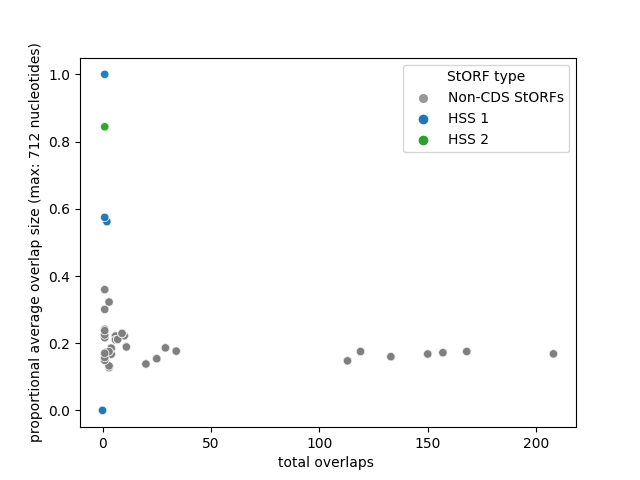 StORF type
Non-CDS StORFs
HSS 1
HSS 2
proportional average overlap size (max: 712 nucleotides)
1.0
0.8
0.6
0.4
0.2
0.0
0 50 100 150 200
total overlaps